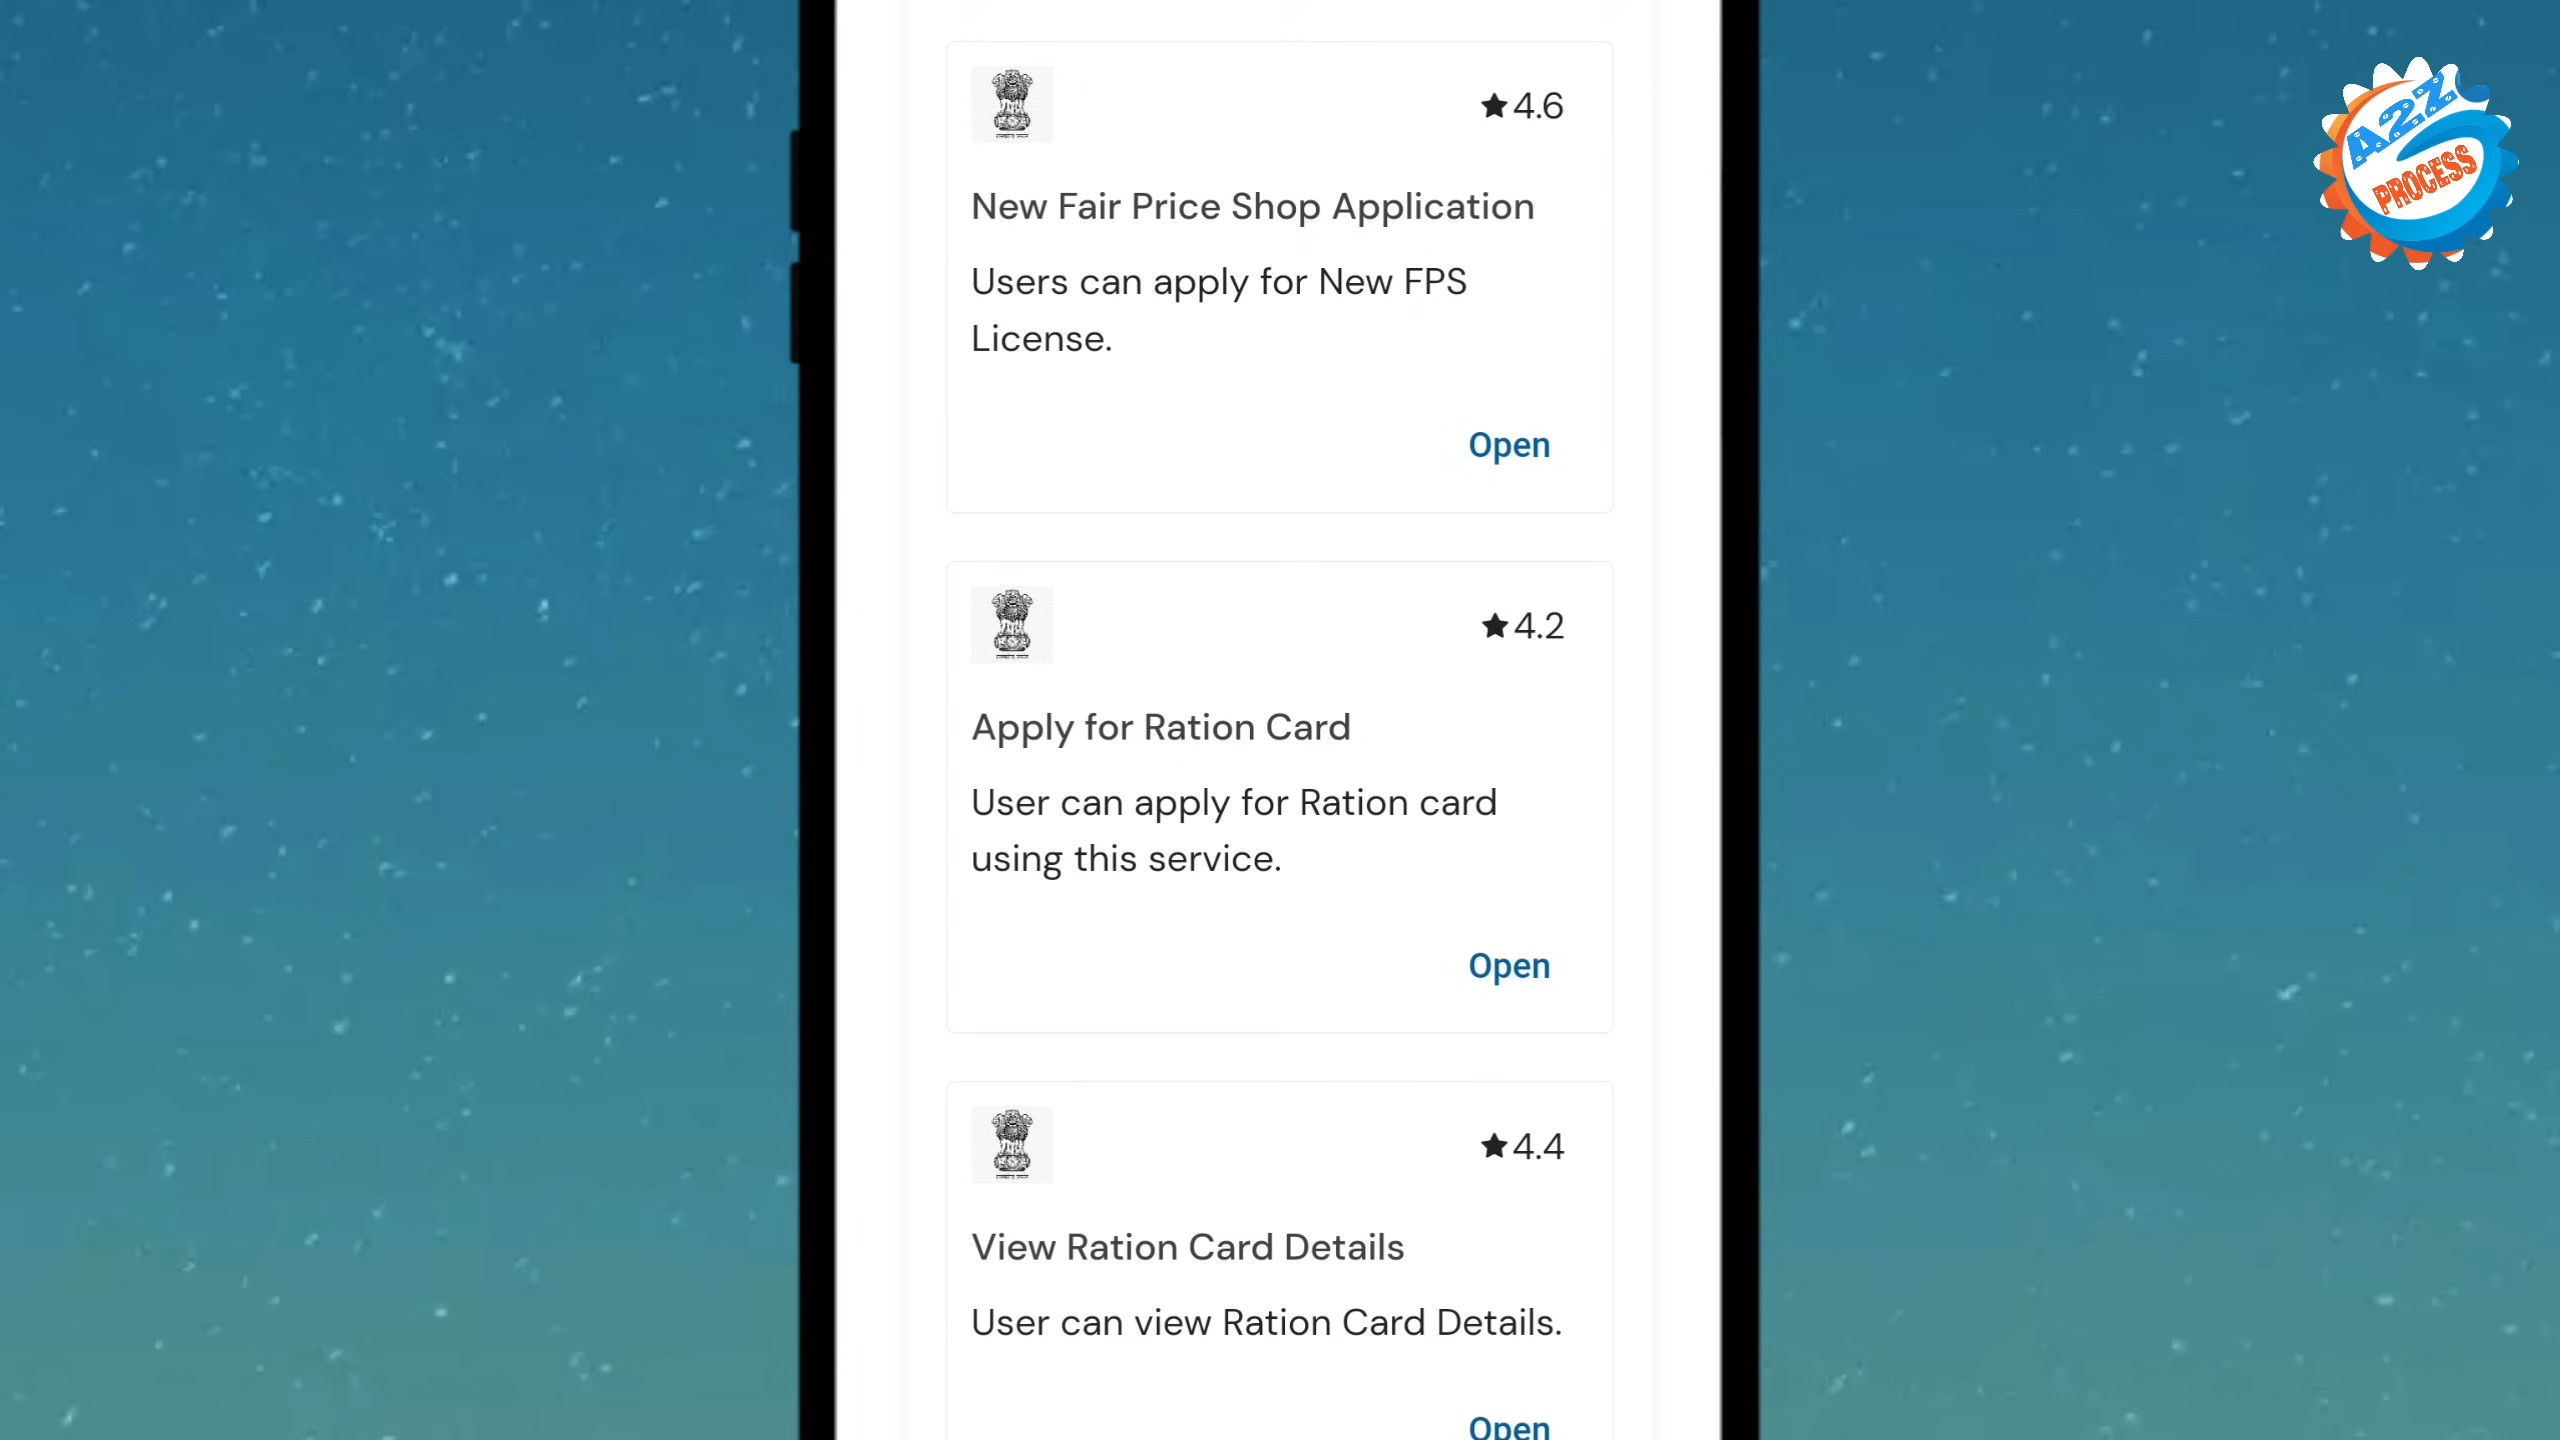 4.6
New Fair Price Shop Application
Users can apply for New FPS
License.
Open
4.2
Apply for Ration Card
User can apply for Ration card
using this service.
Open
4.4
View Ration Card Details
User can view Ration Card Details.
Open
A2Z
PROCESS